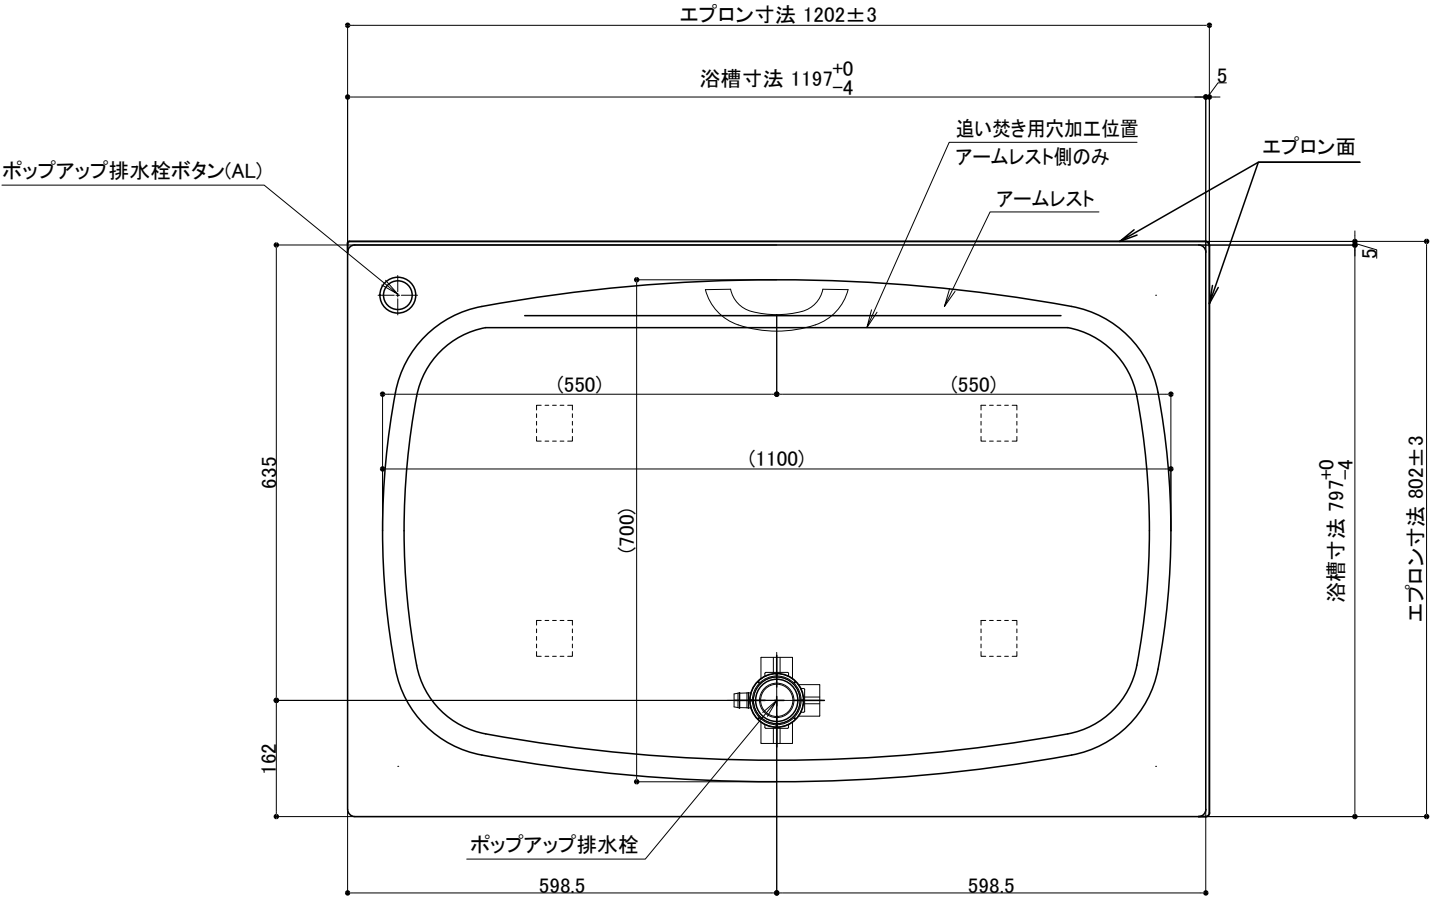 エプロン寸法 1202±3
浴槽寸法 1197+0-4
5
追い焚き用穴加工位置
アームレスト側のみ
エプロン面
ポップアップ排水栓ボタン(AL)
アームレスト
5
(550)
(550)
(1100)
635
(700)
浴槽寸法 797+0-4
エプロン寸法 802±3
162
ポップアップ排水栓
598.5
598.5